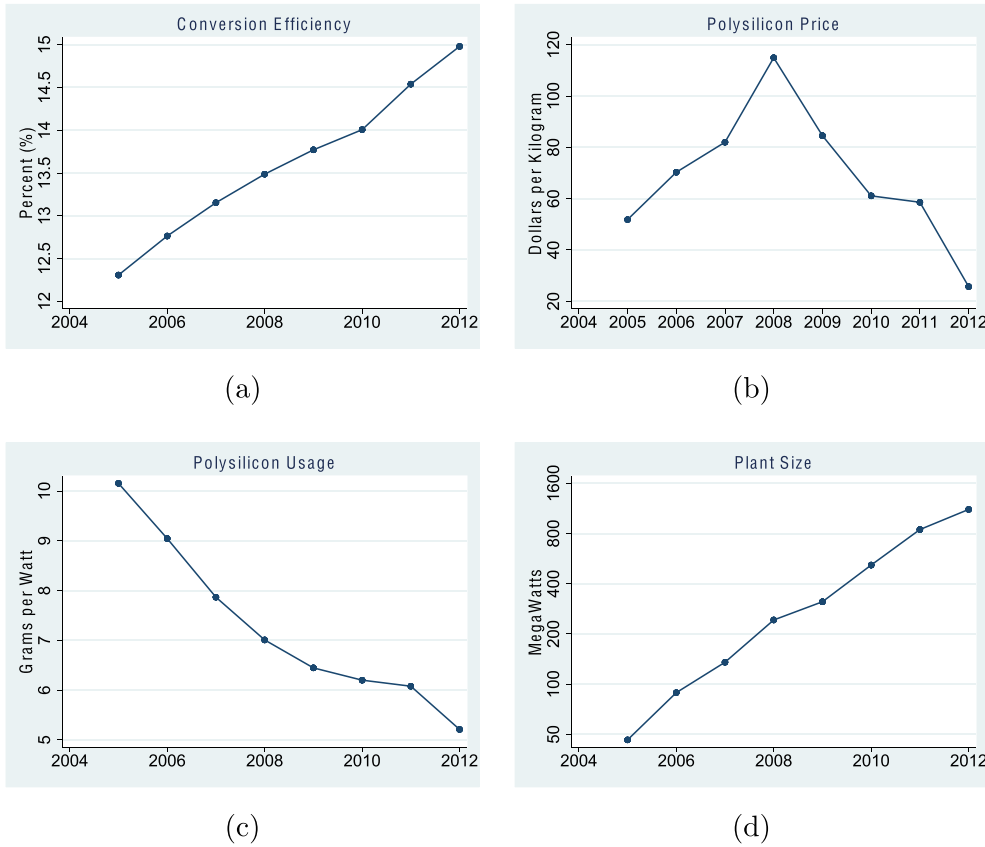 Conversion Efficiency
Percent (%)
15
14.5
14
13.5
13
12.5
12
2004 2006 2008 2010 2012
(a)
Polysilicon Price
Dollars per Kilogram
120
100
80
60
40
20
2004 2005 2006 2007 2008 2009 2010 2011 2012
(b)
Polysilicon Usage
Grams per Watt
10
9
8
7
6
5
2004 2006 2008 2010 2012
(c)
Plant Size
MegaWatts
1600
800
400
200
100
50
2004 2006 2008 2010 2012
(d)